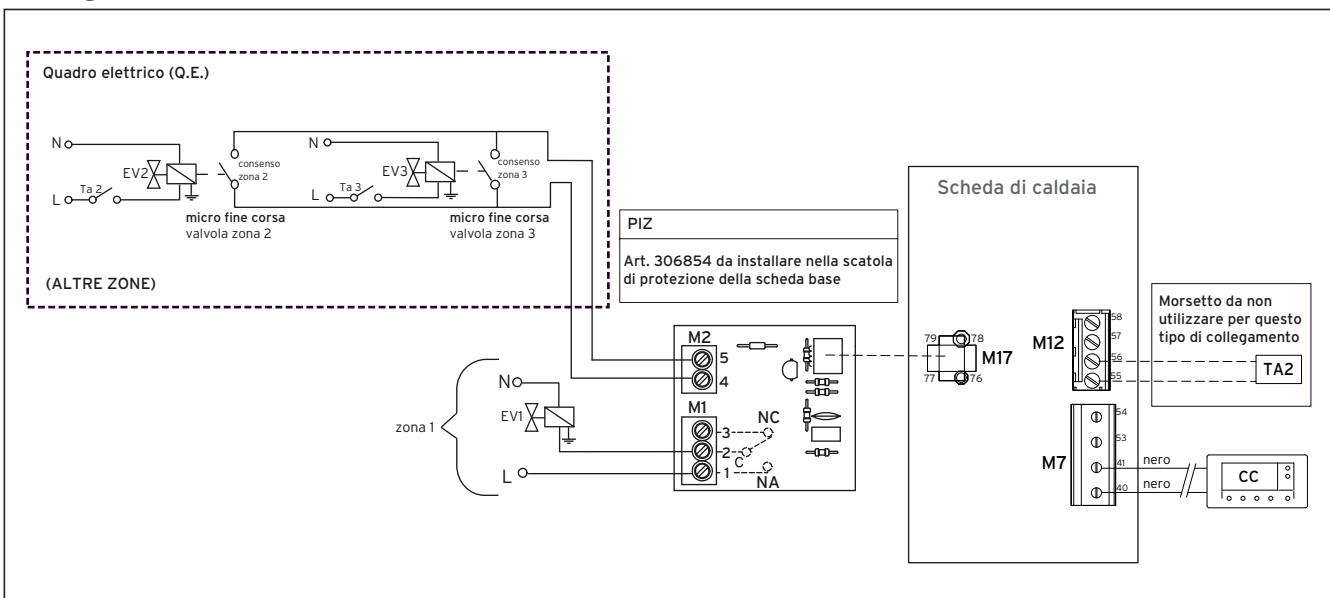 Quadro elettrico (Q.E.)
N
EV2
L
Ta 2
consenso
zona 2
micro fine corsa
valvola zona 2
N
EV3
L
Ta 3
consenso
zona 3
micro fine corsa
valvola zona 3
(ALTRE ZONE)
PIZ
Art. 306854 da installare nella scatola
di protezione della scheda base
zona 1
N
EV1
L
M2
5
4
M1
3
2
1
NC
C
NA
Scheda di caldaia
79
78
77
76
M17
M12
58
57
56
55
Morsetto da non
utilizzare per questo
tipo di collegamento
TA2
M7
54
53
41
40
nero
nero
CC